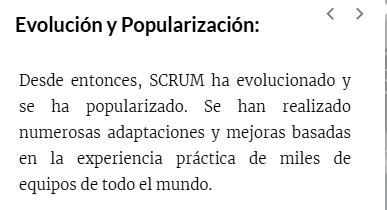 Evolución y Popularización:
Desde entonces, SCRUM ha evolucionado y
se ha popularizado. Se han realizado
numerosas adaptaciones y mejoras basadas
en la experiencia práctica de miles de
equipos de todo el mundo.